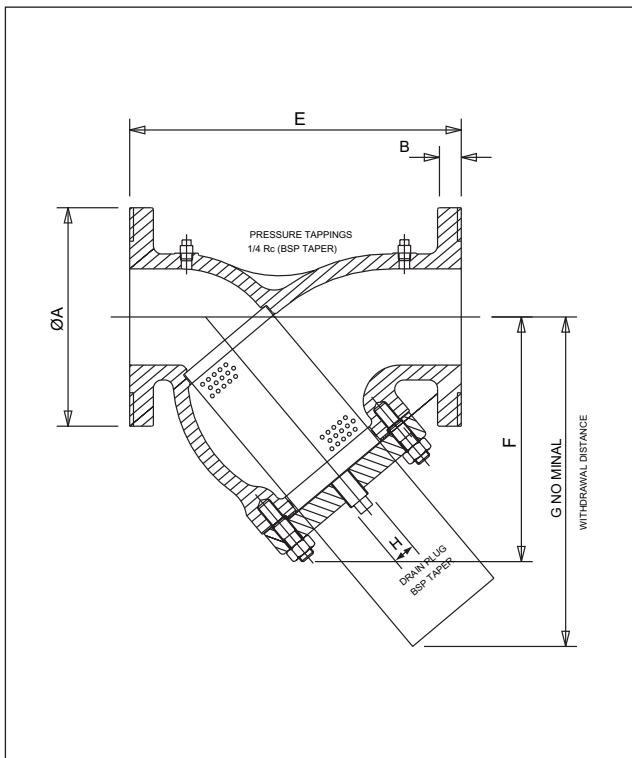 E
B
PRESSURE TAPPINGS
1/4 Rc (BSP TAPER)
ØA
F
G NO MINAL
WITHDRAWAL DISTANCE
H
DRAIN PLUG
BSP TAPER